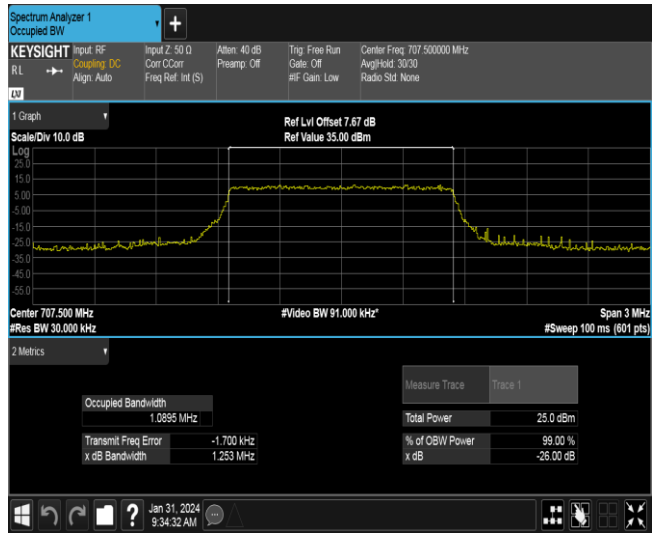 Spectrum Analyzer 1
Occupied BW
+
KEYSIGHT
RL
LXI
Input: RF
Coupling: DC
Align: Auto
Input Z: 50 Ω
Corr CCorr
Freq Ref: Int (S)
Atten: 40 dB
Preamp: Off
Trig: Free Run
Gate: Off
#IF Gain: Low
Center Freq: 707.500000 MHz
Avg|Hold: 30/30
Radio Std: None
1 Graph
Scale/Div 10.0 dB
Ref Lvl Offset 7.67 dB
Ref Value 35.00 dBm
Log
25.0
15.0
5.00
-5.00
-15.0
-25.0
-35.0
-45.0
-55.0
Center 707.500 MHz
#Res BW 30.000 kHz
#Video BW 91.000 kHz*
Span 3 MHz
#Sweep 100 ms (601 pts)
2 Metrics
Measure Trace Trace 1
Occupied Bandwidth
1.0895 MHz
Total Power 25.0 dBm
Transmit Freq Error -1.700 kHz
% of OBW Power 99.00 %
x dB Bandwidth 1.253 MHz
x dB -26.00 dB
?
Jan 31, 2024
9:34:32 AM